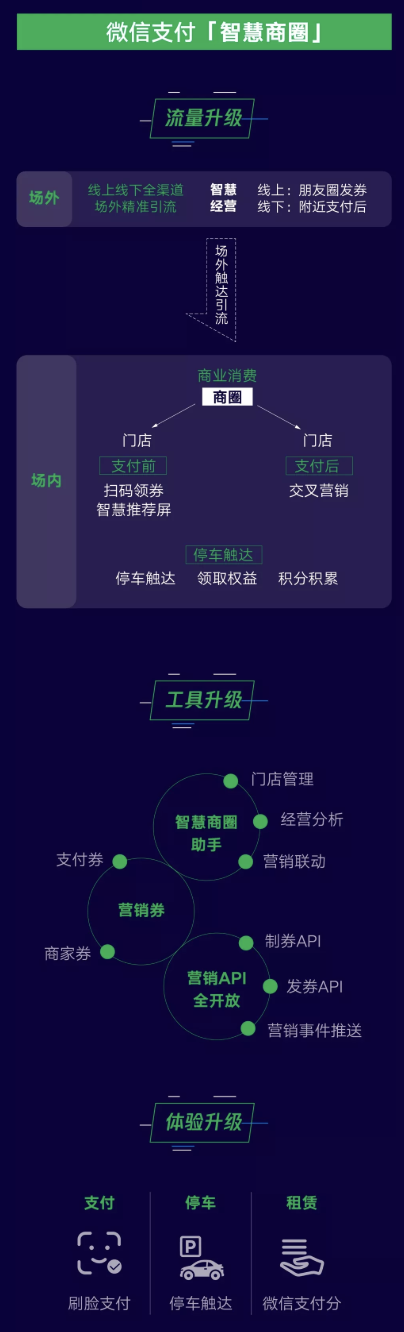 微信支付「智慧商圈」
流量升级
场外
线上线下全渠道
场外精准引流
智慧
经营
线上：朋友圈发券
线下：附近支付后
场外触达引流
场内
商业消费
商圈
门店
支付前
扫码领券
智慧推荐屏
门店
支付后
交叉营销
停车触达
停车触达 领取权益 积分积累
工具升级
智慧商圈
助手
门店管理
经营分析
营销联动
营销券
支付券
商家券
营销API
全开放
制券API
发券API
营销事件推送
体验升级
支付 停车 租赁
P
刷脸支付 停车触达 微信支付分